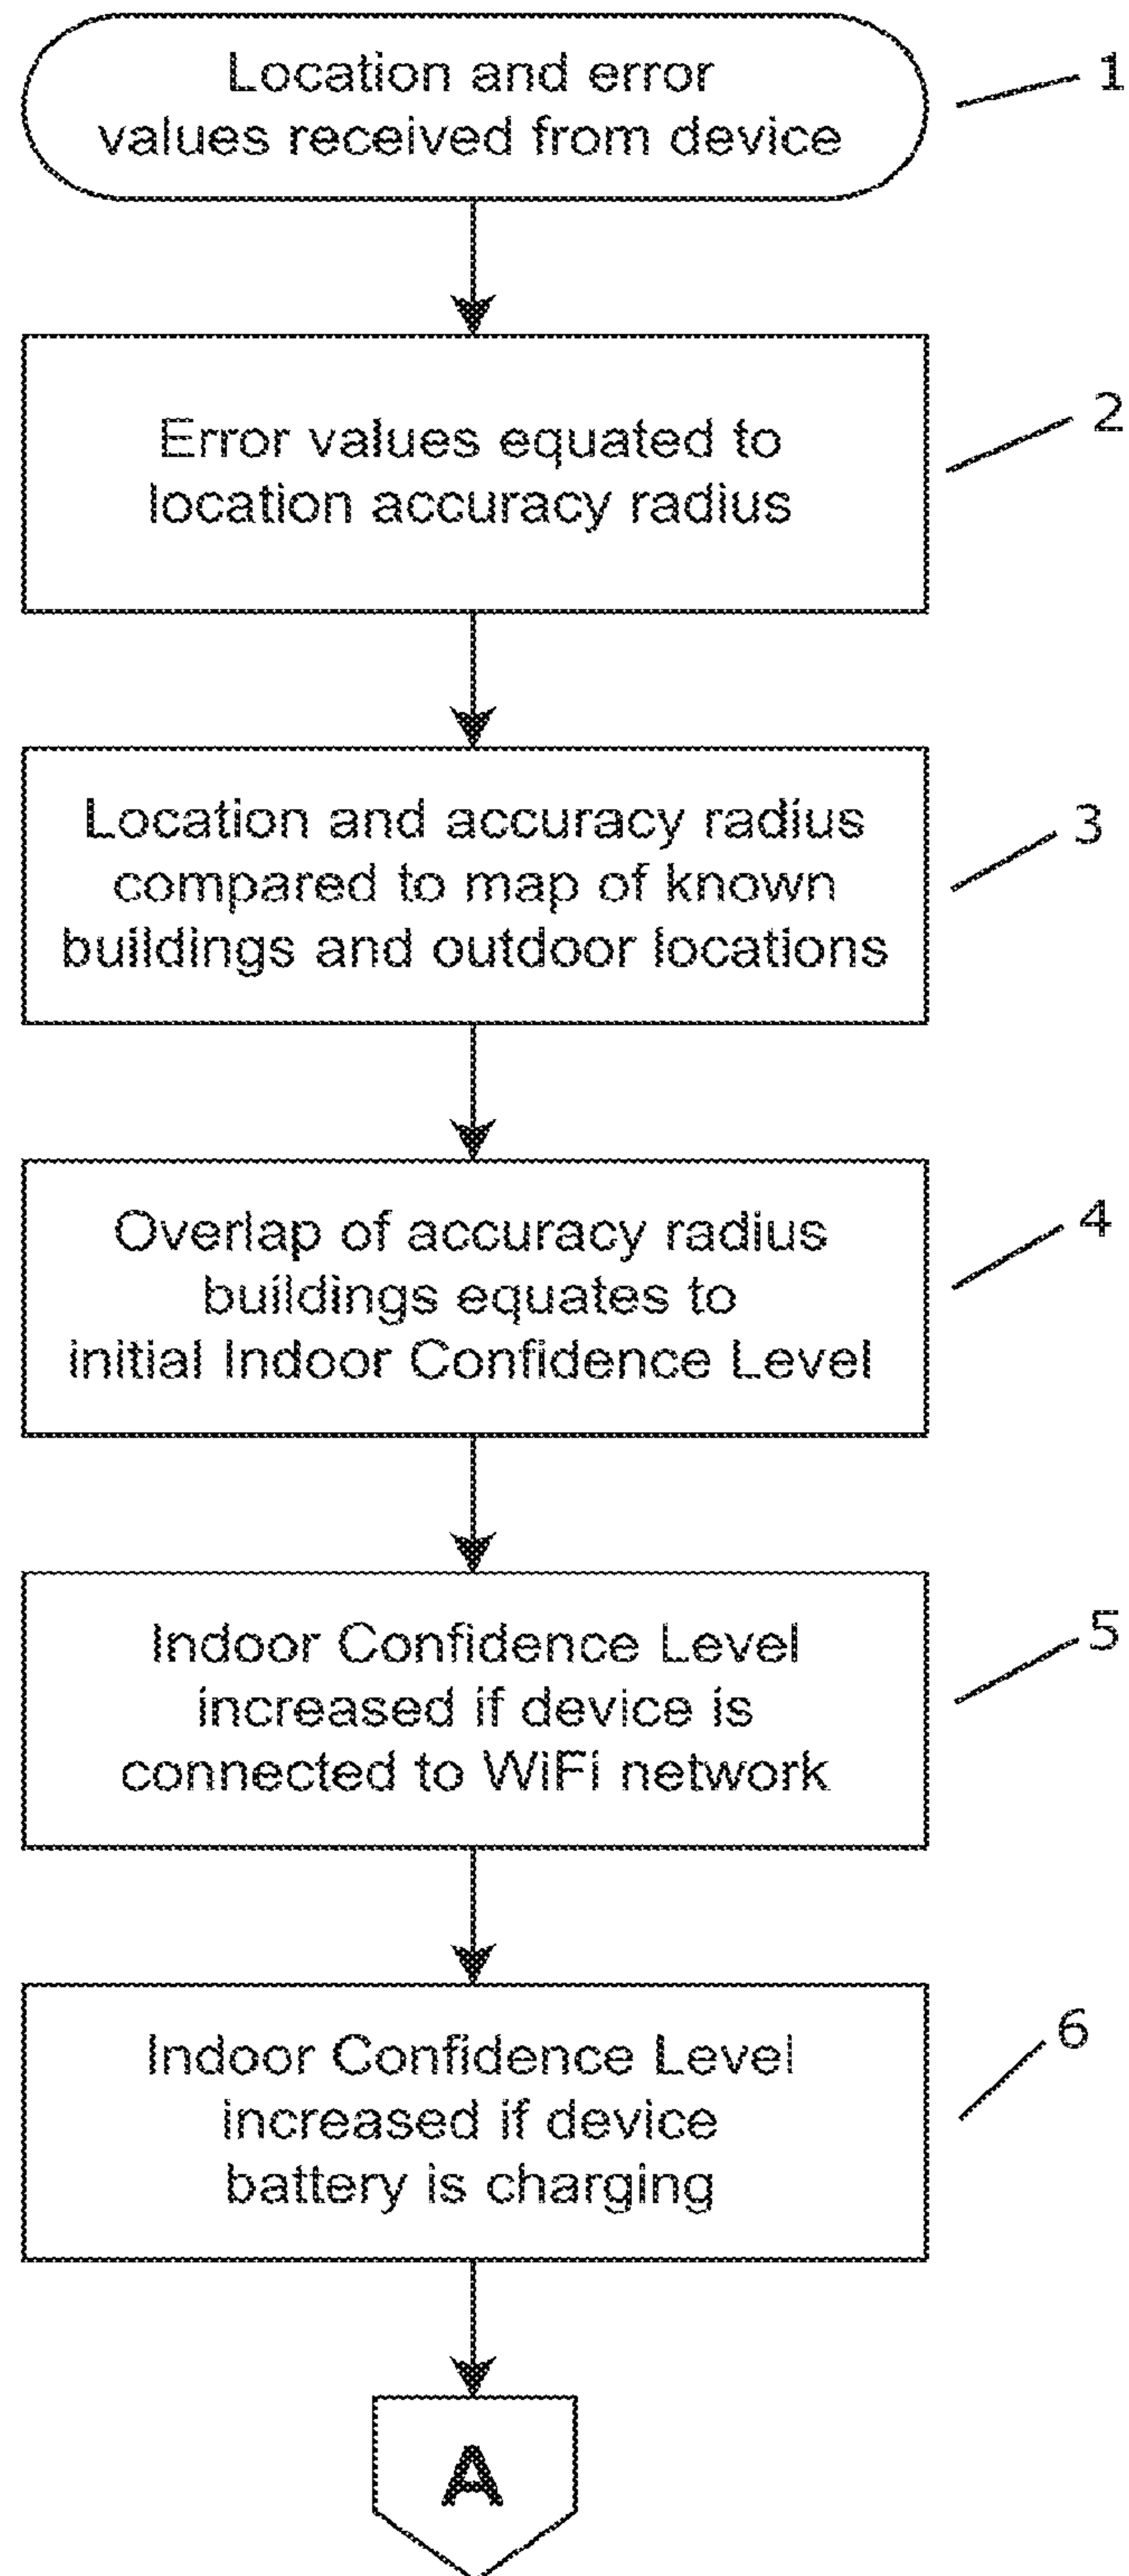 Location and error
values received from device
1
Error values equated to
location accuracy radius
2
Location and accuracy radius
compared to map of known
buildings and outdoor locations
3
Overlap of accuracy radius
buildings equates to
initial Indoor Confidence Level
4
Indoor Confidence Level
increased if device is
connected to WiFi network
5
Indoor Confidence Level
increased if device
battery is charging
6
A